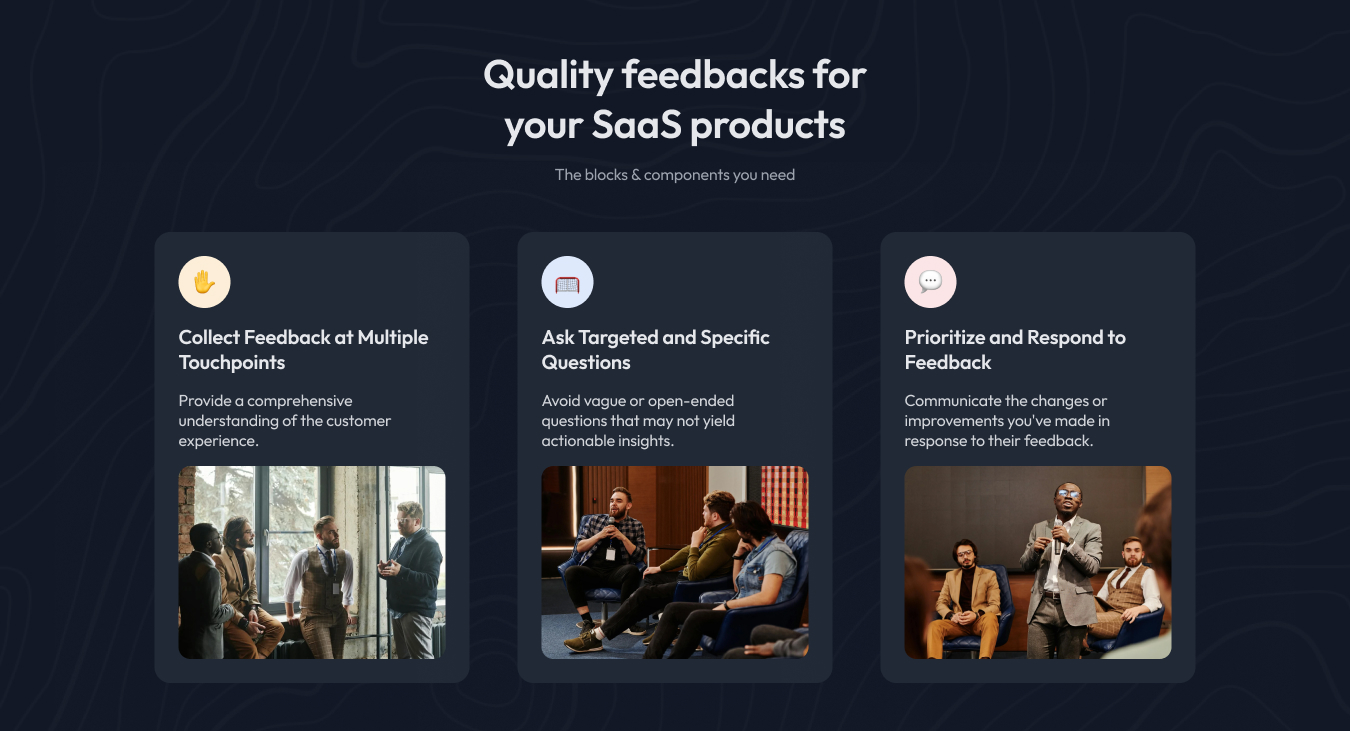 Quality feedbacks for
your SaaS products
The blocks & components you need
Collect Feedback at Multiple
Touchpoints
Provide a comprehensive
understanding of the customer
experience.
Ask Targeted and Specific
Questions
Avoid vague or open-ended
questions that may not yield
actionable insights.
Prioritize and Respond to
Feedback
Communicate the changes or
improvements you've made in
response to their feedback.